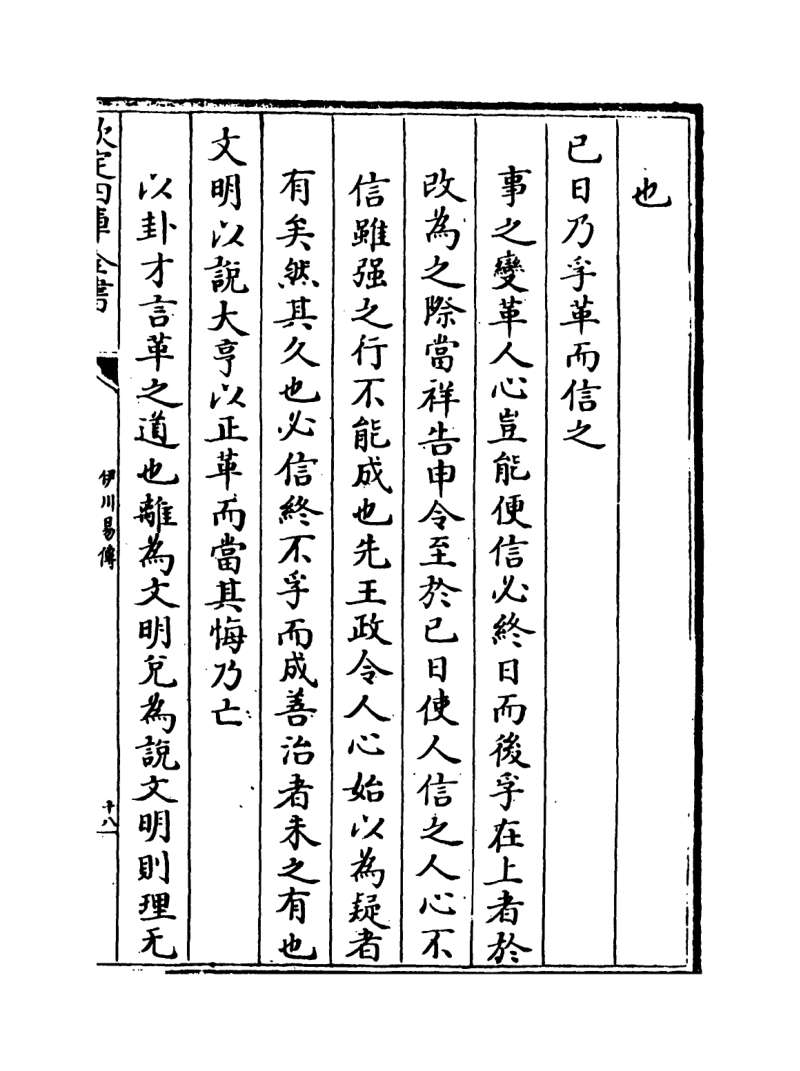 也
已日乃孚革而信之
事之變革人心豈能便信必終日而後孚在上者於
改為之際當祥告申令至於已日使人信之人心不
信雖强之行不能成也先王政令人心始以為疑者
有矣然其久也必信終不孚而成善治者未之有也
文明以說大亨以正革而當其悔乃亡
以卦才言革之道也離為文明兌為說文明則理无
欽定四庫全書
伊川易傳
十八